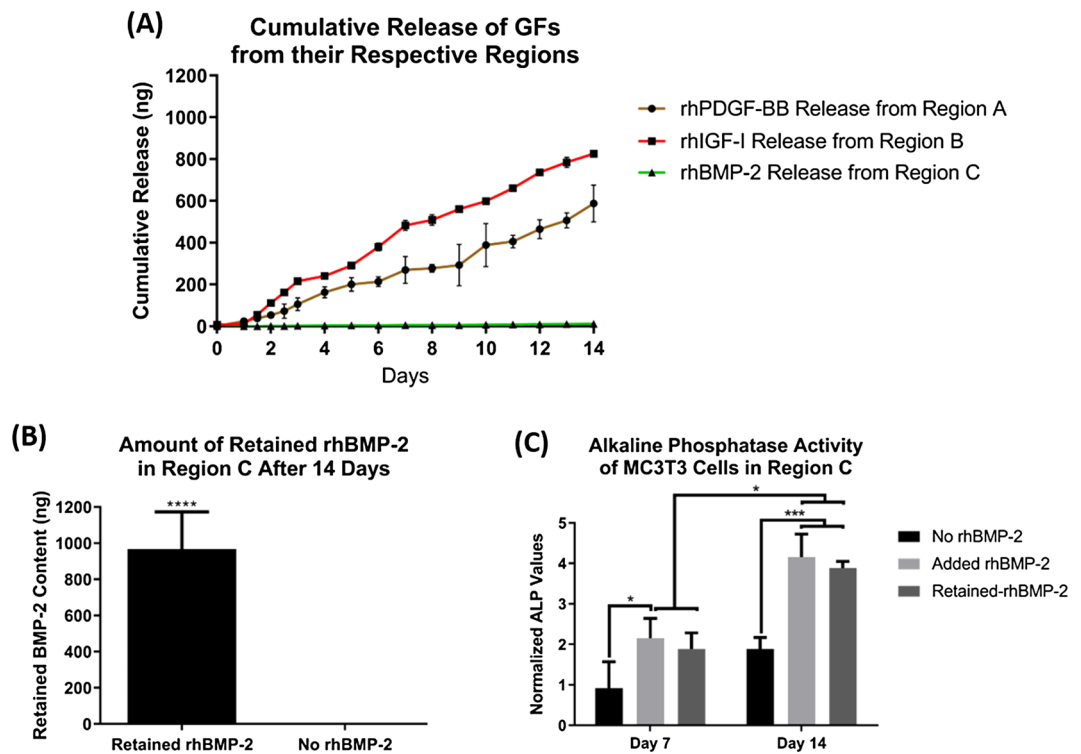 (A)
Cumulative Release of GFs
from their Respective Regions
Cumulative Release (ng)
1200
1000
800
600
400
200
0
0 2 4 6 8 10 12 14
Days
rhPDGF-BB Release from Region A
rhIGF-I Release from Region B
rhBMP-2 Release from Region C
(B)
Amount of Retained rhBMP-2
in Region C After 14 Days
Retained BMP-2 Content (ng)
1200
1000
800
600
400
200
0
****
Retained rhBMP-2 No rhBMP-2
(C)
Alkaline Phosphatase Activity
of MC3T3 Cells in Region C
Normalized ALP Values
5
4
3
2
1
0
*
*
***
Day 7 Day 14
No rhBMP-2
Added rhBMP-2
Retained-rhBMP-2